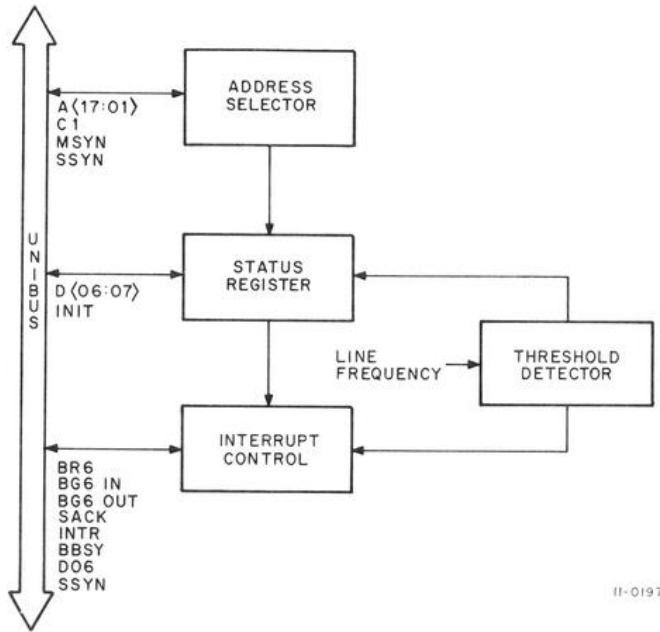 ADDRESS
SELECTOR
A⟨17:01⟩
C1
MSYN
SSYN
UNIBUS
STATUS
REGISTER
D⟨06:07⟩
INIT
LINE
FREQUENCY
THRESHOLD
DETECTOR
INTERRUPT
CONTROL
BR6
BG6 IN
BG6 OUT
SACK
INTR
BBSY
D06
SSYN
11-0197